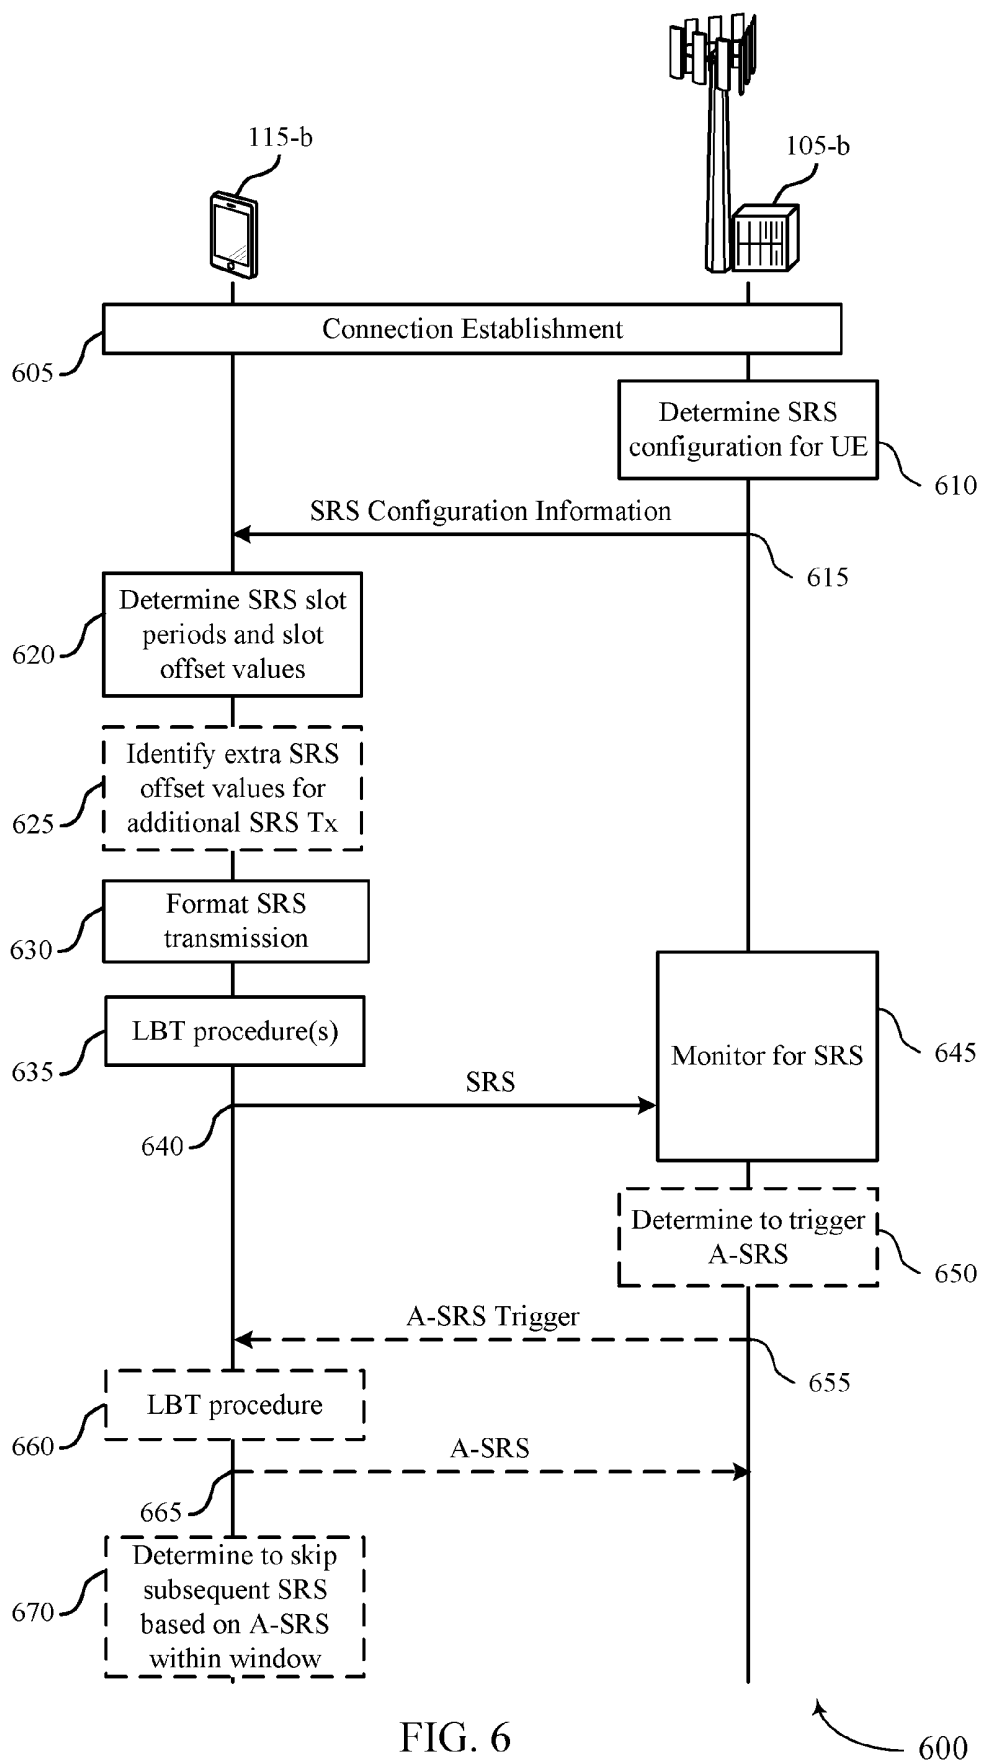 115-b
105-b
Connection Establishment
605
Determine SRS
configuration for UE
610
SRS Configuration Information
615
Determine SRS slot
periods and slot
offset values
620
Identify extra SRS
offset values for
additional SRS Tx
625
Format SRS
transmission
630
LBT procedure(s)
635
Monitor for SRS
645
SRS
640
Determine to trigger
A-SRS
650
A-SRS Trigger
655
LBT procedure
660
A-SRS
665
Determine to skip
subsequent SRS
based on A-SRS
within window
670
FIG. 6
600